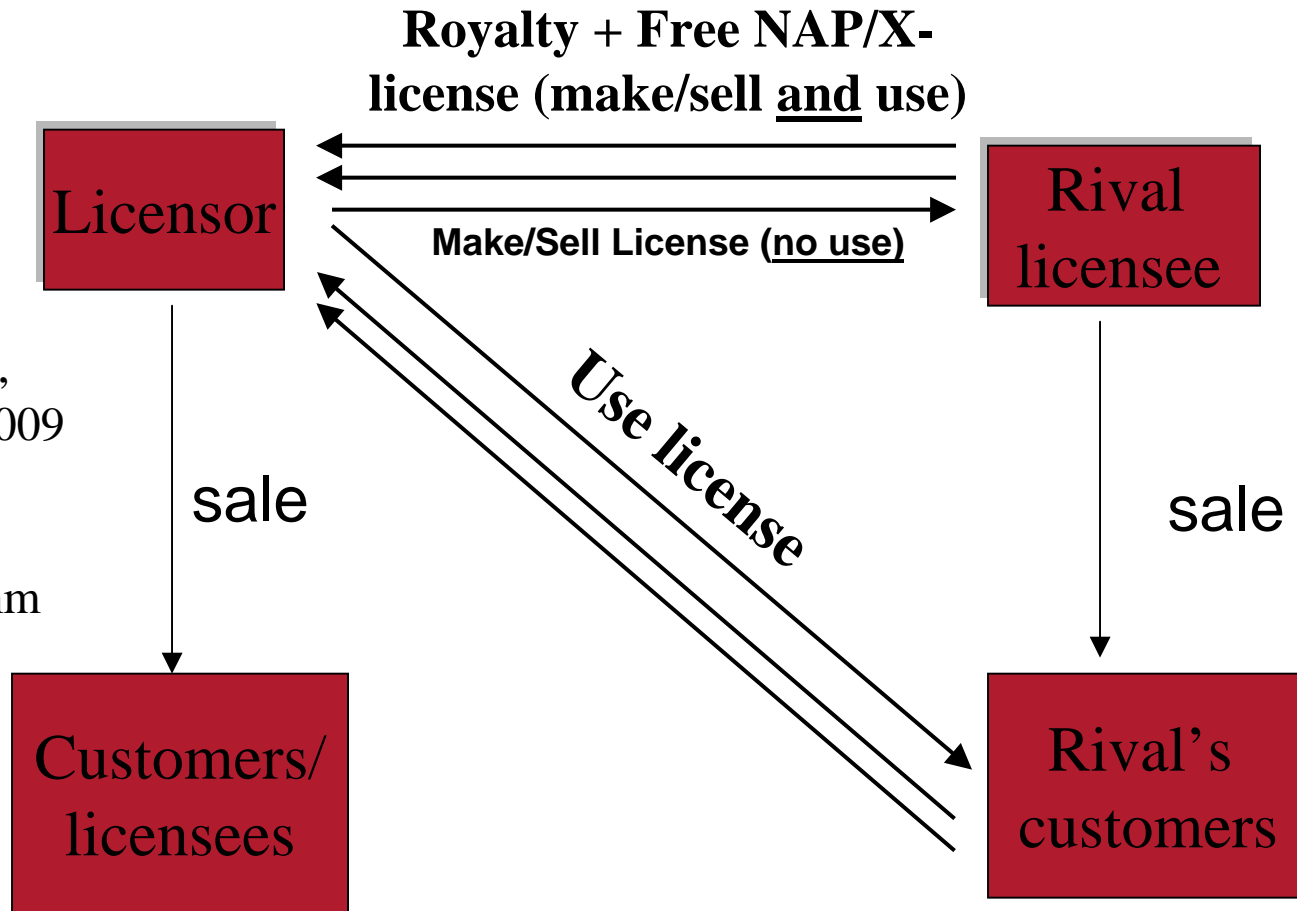 Royalty + Free NAP/X-
license (make/sell and use)
Licensor
Rival
licensee
Make/Sell License (no use)
Use license
,
009
sale
sale
m
Customers/
licensees
Rival’s
customers